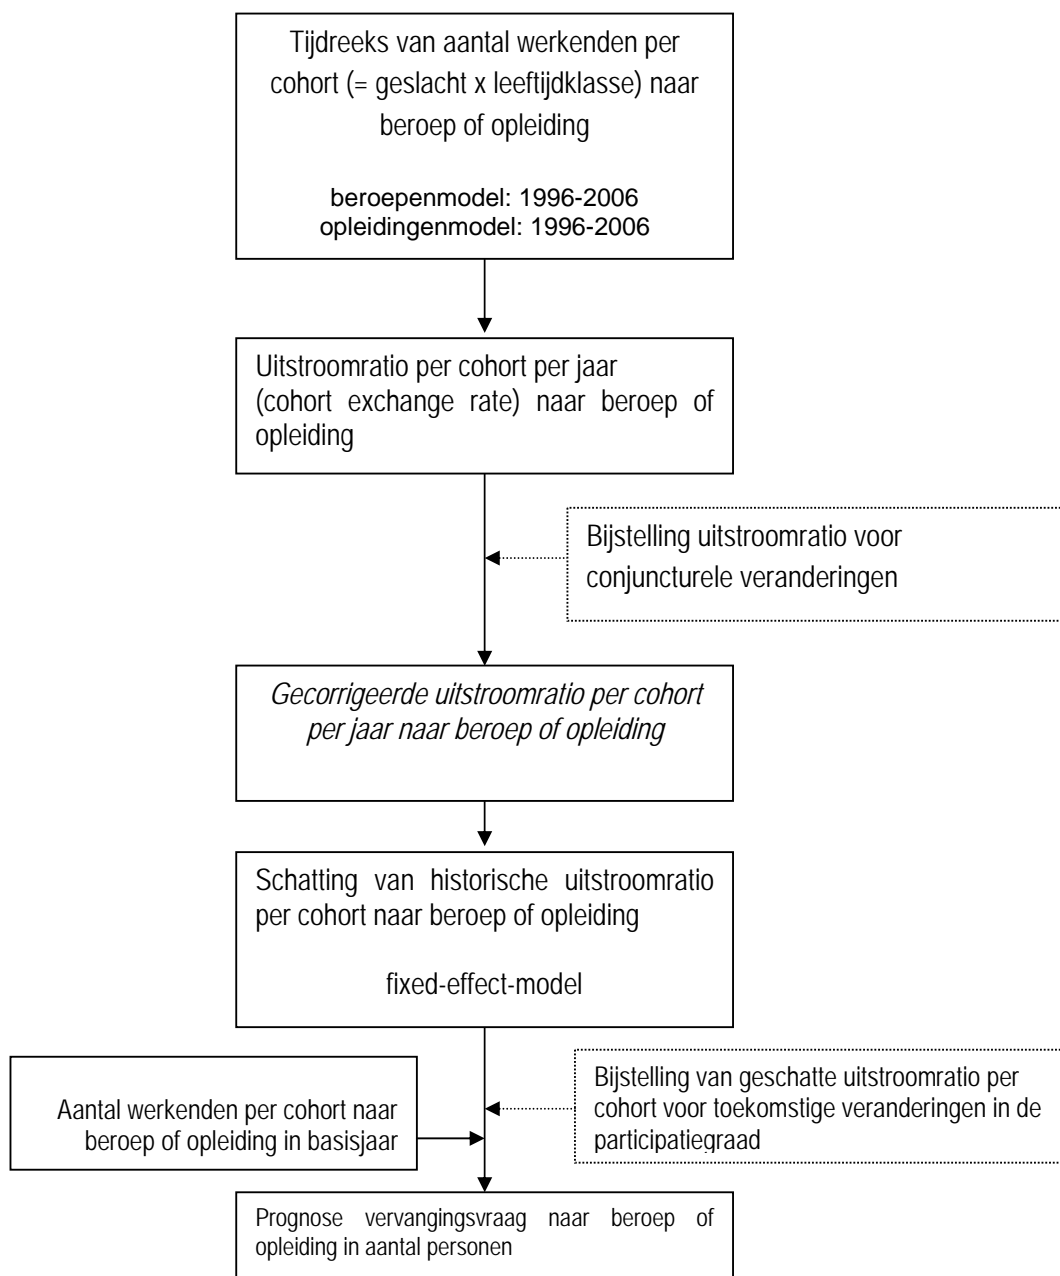 Tijdreeks van aantal werkenden per
cohort (= geslacht x leeftijdklasse) naar
beroep of opleiding
beroepenmodel: 1996-2006
opleidingenmodel: 1996-2006
Uitstroomratio per cohort per jaar
(cohort exchange rate) naar beroep of
opleiding
Bijstelling uitstroomratio voor
conjuncturele veranderingen
Gecorrigeerde uitstroomratio per cohort
per jaar naar beroep of opleiding
Schatting van historische uitstroomratio
per cohort naar beroep of opleiding
fixed-effect-model
Aantal werkenden per cohort naar
beroep of opleiding in basisjaar
Bijstelling van geschatte uitstroomratio per
cohort voor toekomstige veranderingen in de
participatiegraad
Prognose vervangingsvraag naar beroep of
opleiding in aantal personen